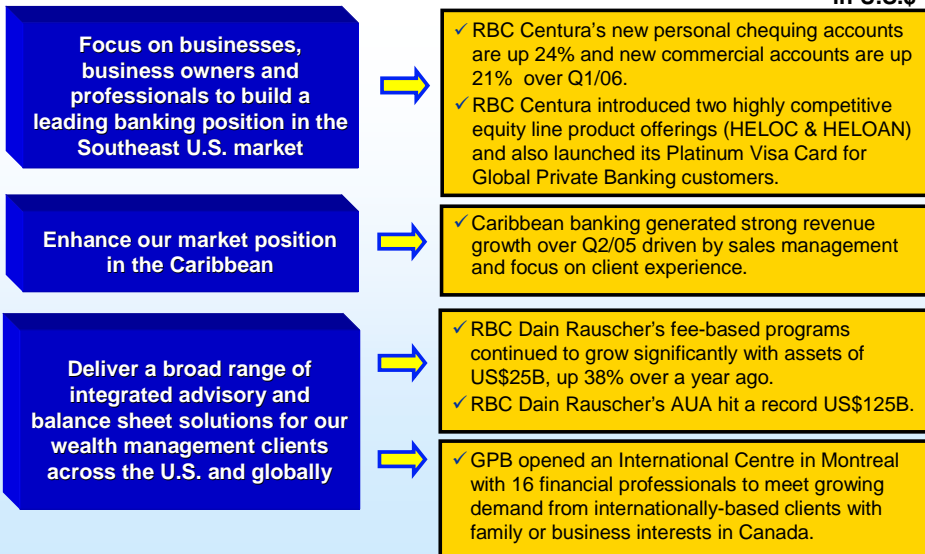 in U.S.$
Focus on businesses,
business owners and
professionals to build a
leading banking position in the
Southeast U.S. market
✓ RBC Centura's new personal chequing accounts
are up 24% and new commercial accounts are up
21% over Q1/06.
✓ RBC Centura introduced two highly competitive
equity line product offerings (HELOC & HELOAN)
and also launched its Platinum Visa Card for
Global Private Banking customers.
Enhance our market position
in the Caribbean
✓ Caribbean banking generated strong revenue
growth over Q2/05 driven by sales management
and focus on client experience.
Deliver a broad range of
integrated advisory and
balance sheet solutions for our
wealth management clients
across the U.S. and globally
✓ RBC Dain Rauscher's fee-based programs
continued to grow significantly with assets of
US$25B, up 38% over a year ago.
✓ RBC Dain Rauscher's AUA hit a record US$125B.
✓ GPB opened an International Centre in Montreal
with 16 financial professionals to meet growing
demand from internationally-based clients with
family or business interests in Canada.